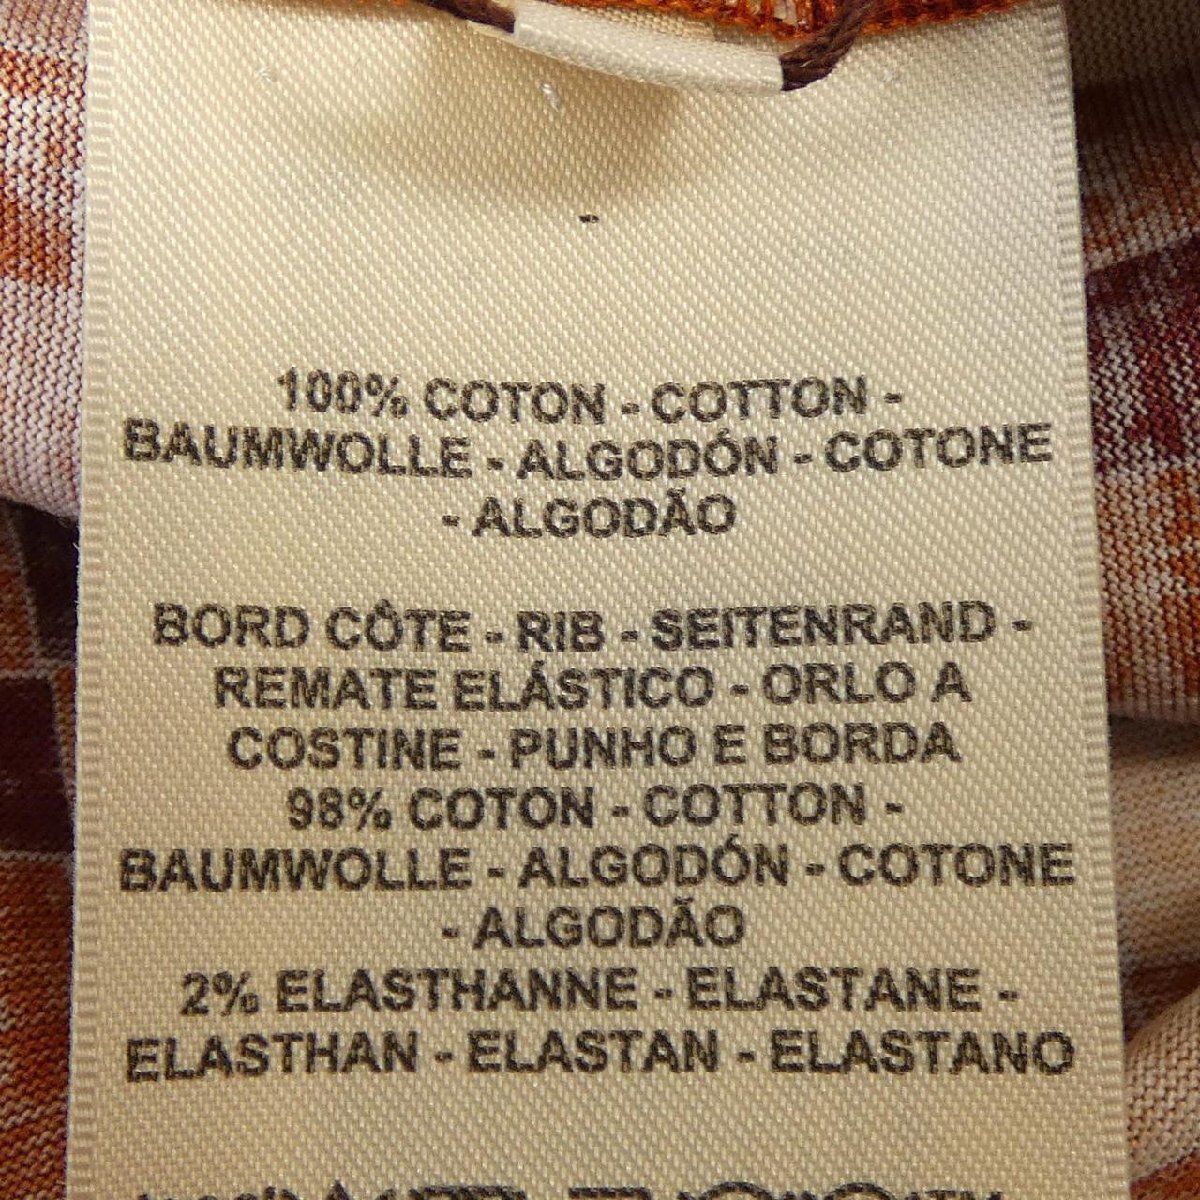 -
100% COTON - COTTON -
BAUMWOLLE - ALGODÓN - COTONE
- ALGODÃO
BORD CÔTE - RIB - SEITENRAND -
REMATE ELÁSTICO - ORLO A
COSTINE - PUNHO E BORDA
98% COTON - COTTON -
BAUMWOLLE - ALGODÓN - COTONE
- ALGODÃO
2% ELASTHANNE - ELASTANE -
ELASTHAN - ELASTAN - ELASTANO